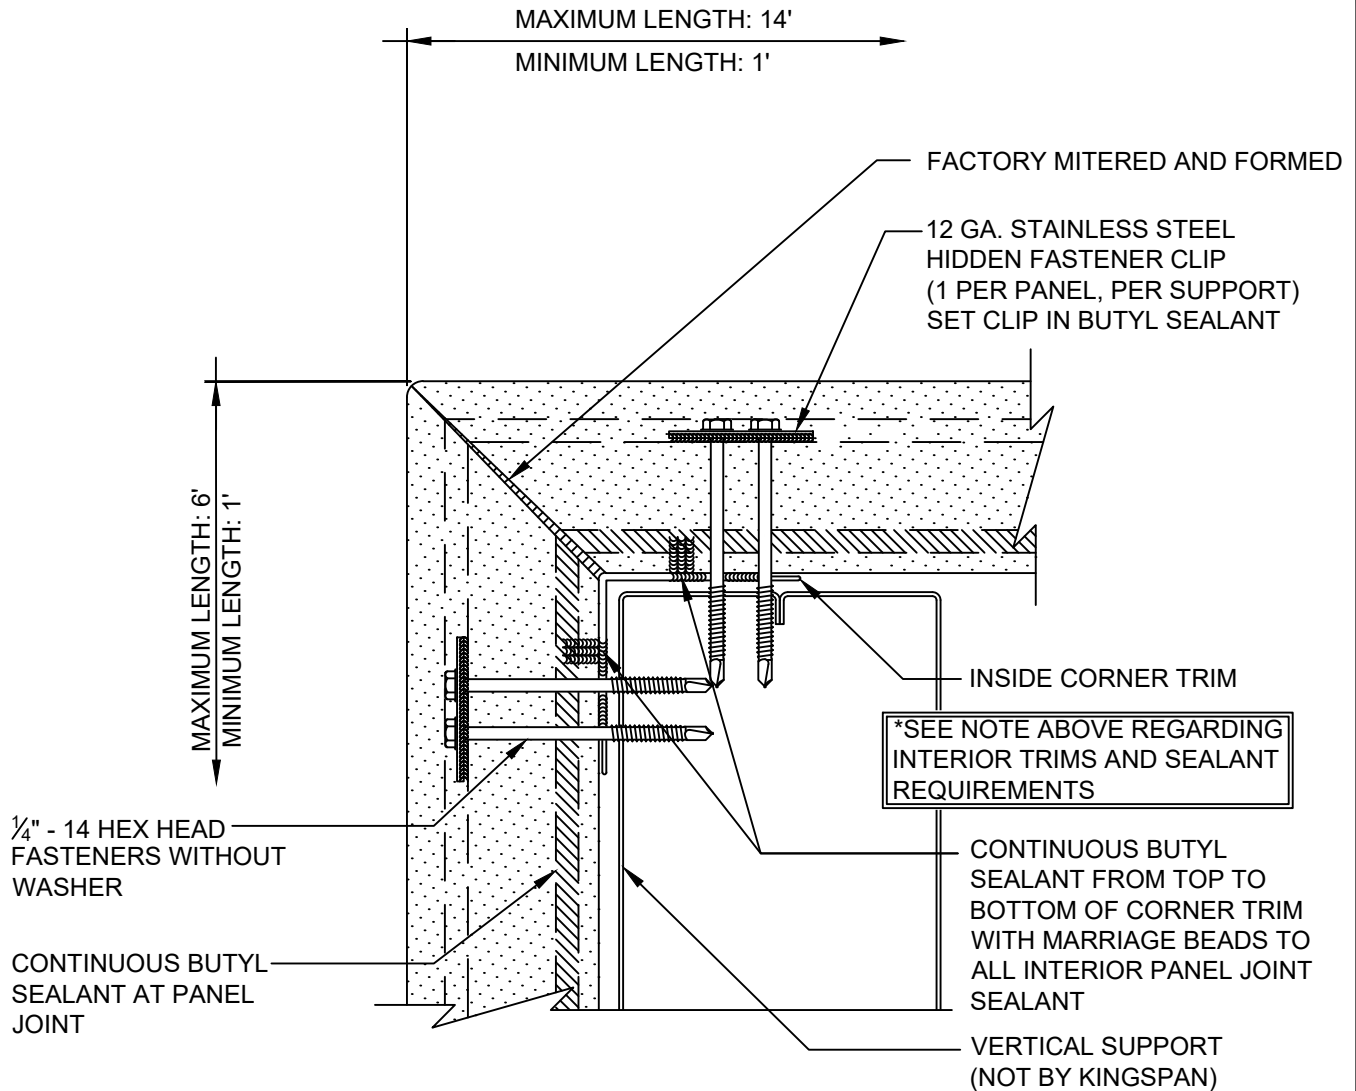 MAXIMUM LENGTH: 14'
MINIMUM LENGTH: 1'
FACTORY MITERED AND FORMED
12 GA. STAINLESS STEEL
HIDDEN FASTENER CLIP
(1 PER PANEL, PER SUPPORT)
SET CLIP IN BUTYL SEALANT
MAXIMUM LENGTH: 6'
MINIMUM LENGTH: 1'
INSIDE CORNER TRIM
*SEE NOTE ABOVE REGARDING
INTERIOR TRIMS AND SEALANT
REQUIREMENTS
¼" - 14 HEX HEAD
FASTENERS WITHOUT
WASHER
CONTINUOUS BUTYL
SEALANT FROM TOP TO
BOTTOM OF CORNER TRIM
WITH MARRIAGE BEADS TO
ALL INTERIOR PANEL JOINT
SEALANT
CONTINUOUS BUTYL
SEALANT AT PANEL
JOINT
VERTICAL SUPPORT
(NOT BY KINGSPAN)